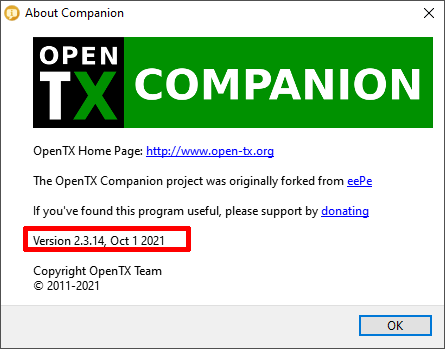 About Companion
OPEN
TX COMPANION
OpenTX Home Page: http://www.open-tx.org
The OpenTX Companion project was originally forked from eePe
If you've found this program useful, please support by donating
Version 2.3.14, Oct 1 2021
Copyright OpenTX Team
© 2011-2021
OK